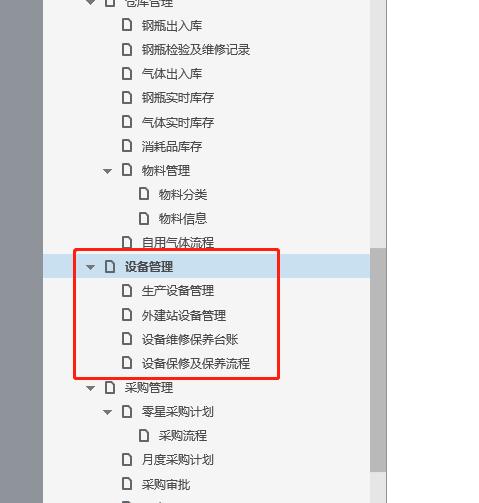 仓库管理
钢瓶出入库
钢瓶检验及维修记录
气体出入库
钢瓶实时库存
气体实时库存
消耗品库存
物料管理
物料分类
物料信息
自用气体流程
设备管理
生产设备管理
外建站设备管理
设备维修保养台账
设备保修及保养流程
采购管理
零星采购计划
采购流程
月度采购计划
采购审批